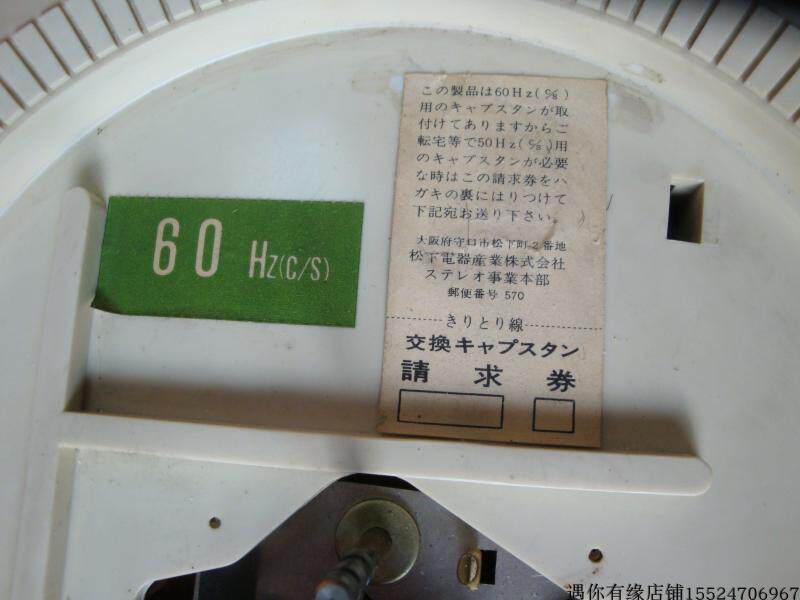 60 Hz(C/S)
この製品は60Hz(c/s)
用のキャプスタンが取
付けてありますからご
転宅等で50Hz(c/s)用
のキャプスタンが必要
な時はこの請求券をハ
ガキの裏にはりつけて
下記宛お送り下さい。
大阪府守口市松下町2番地
松下電器産業株式会社
ステレオ事業本部
郵便番号 570
きりとり線
交換キャプスタン
請求券
遇你有缘店铺15524706967